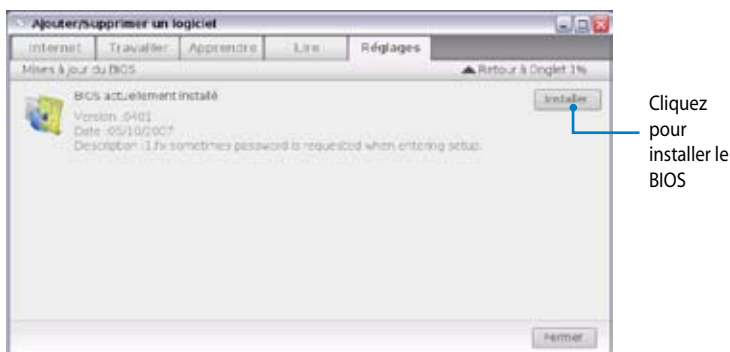 Ajouter/supprimer un logiciel
Internet Travailler Apprendre Lire Réglages
Mises à jour du BIOS Retour à Onglet 1%
BIOS actuellement installé Installer
Version :0401
Date :05/10/2007
Description :1.fix sometimes password is requested when entering setup.
Fermer
Cliquez
pour
installer le
BIOS